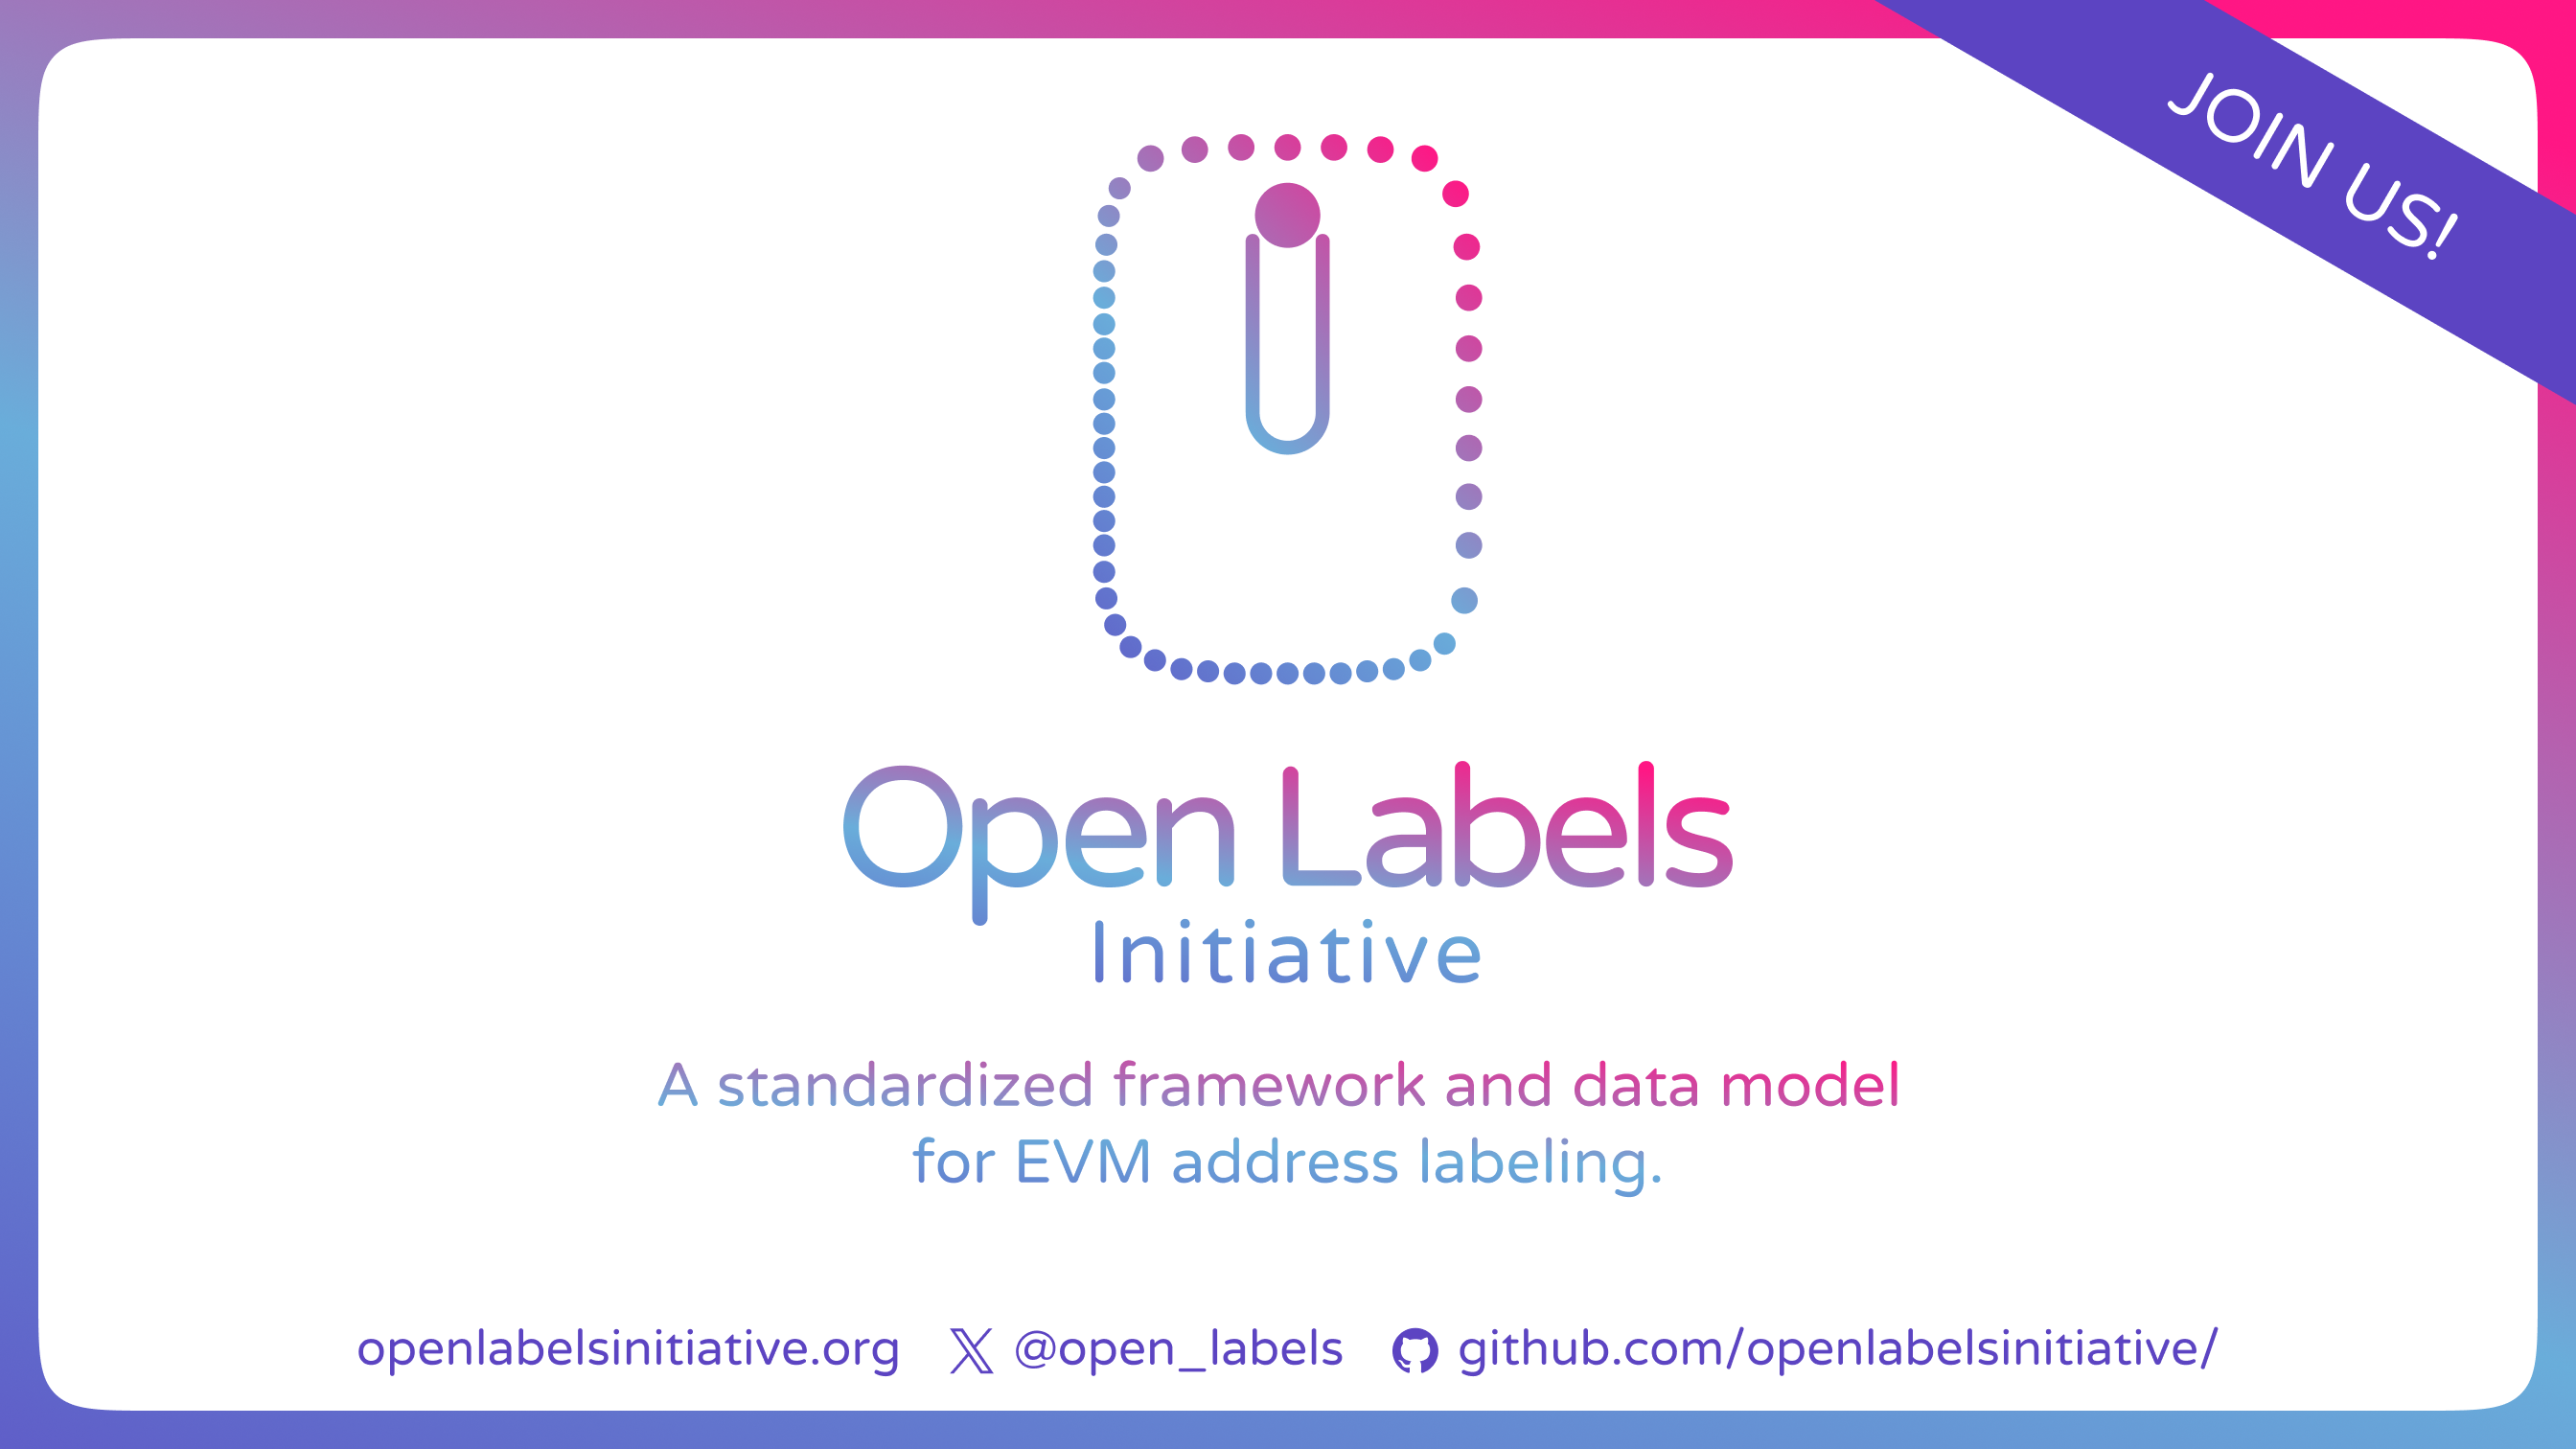 JOIN US!
Open Labels
Initiative
A standardized framework and data model
for EVM address labeling.
openlabelsinitiative.org @open_labels github.com/openlabelsinitiative/